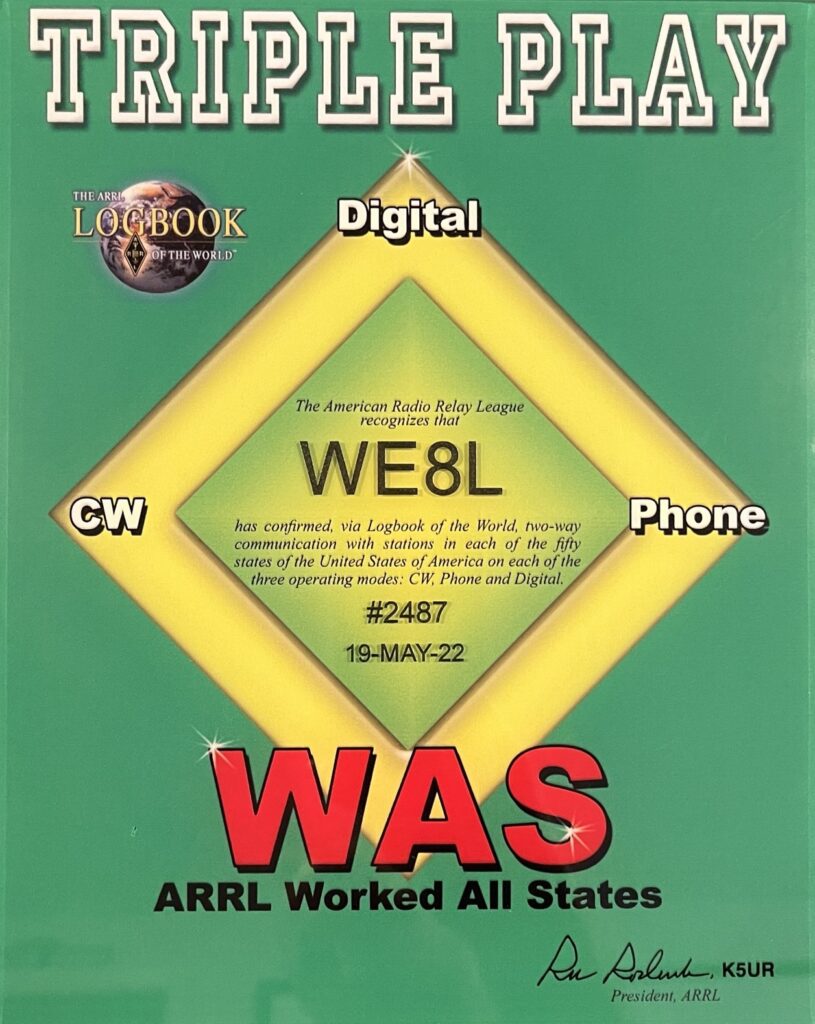 TRIPLE PLAY
THE ARRL
LOGBOOK
OF THE WORLD™
Digital
CW
Phone
The American Radio Relay League
recognizes that
WE8L
has confirmed, via Logbook of the World, two-way
communication with stations in each of the fifty
states of the United States of America on each of the
three operating modes: CW, Phone and Digital.
#2487
19-MAY-22
WAS
ARRL Worked All States
K5UR
President, ARRL